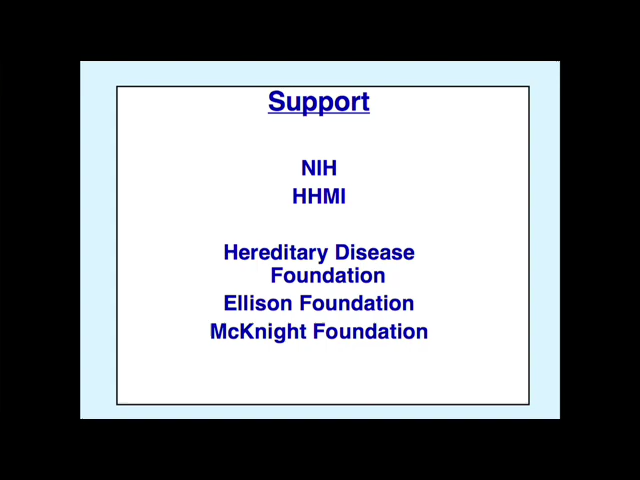 Support
NIH
HHMI
Hereditary Disease
Foundation
Ellison Foundation
McKnight Foundation